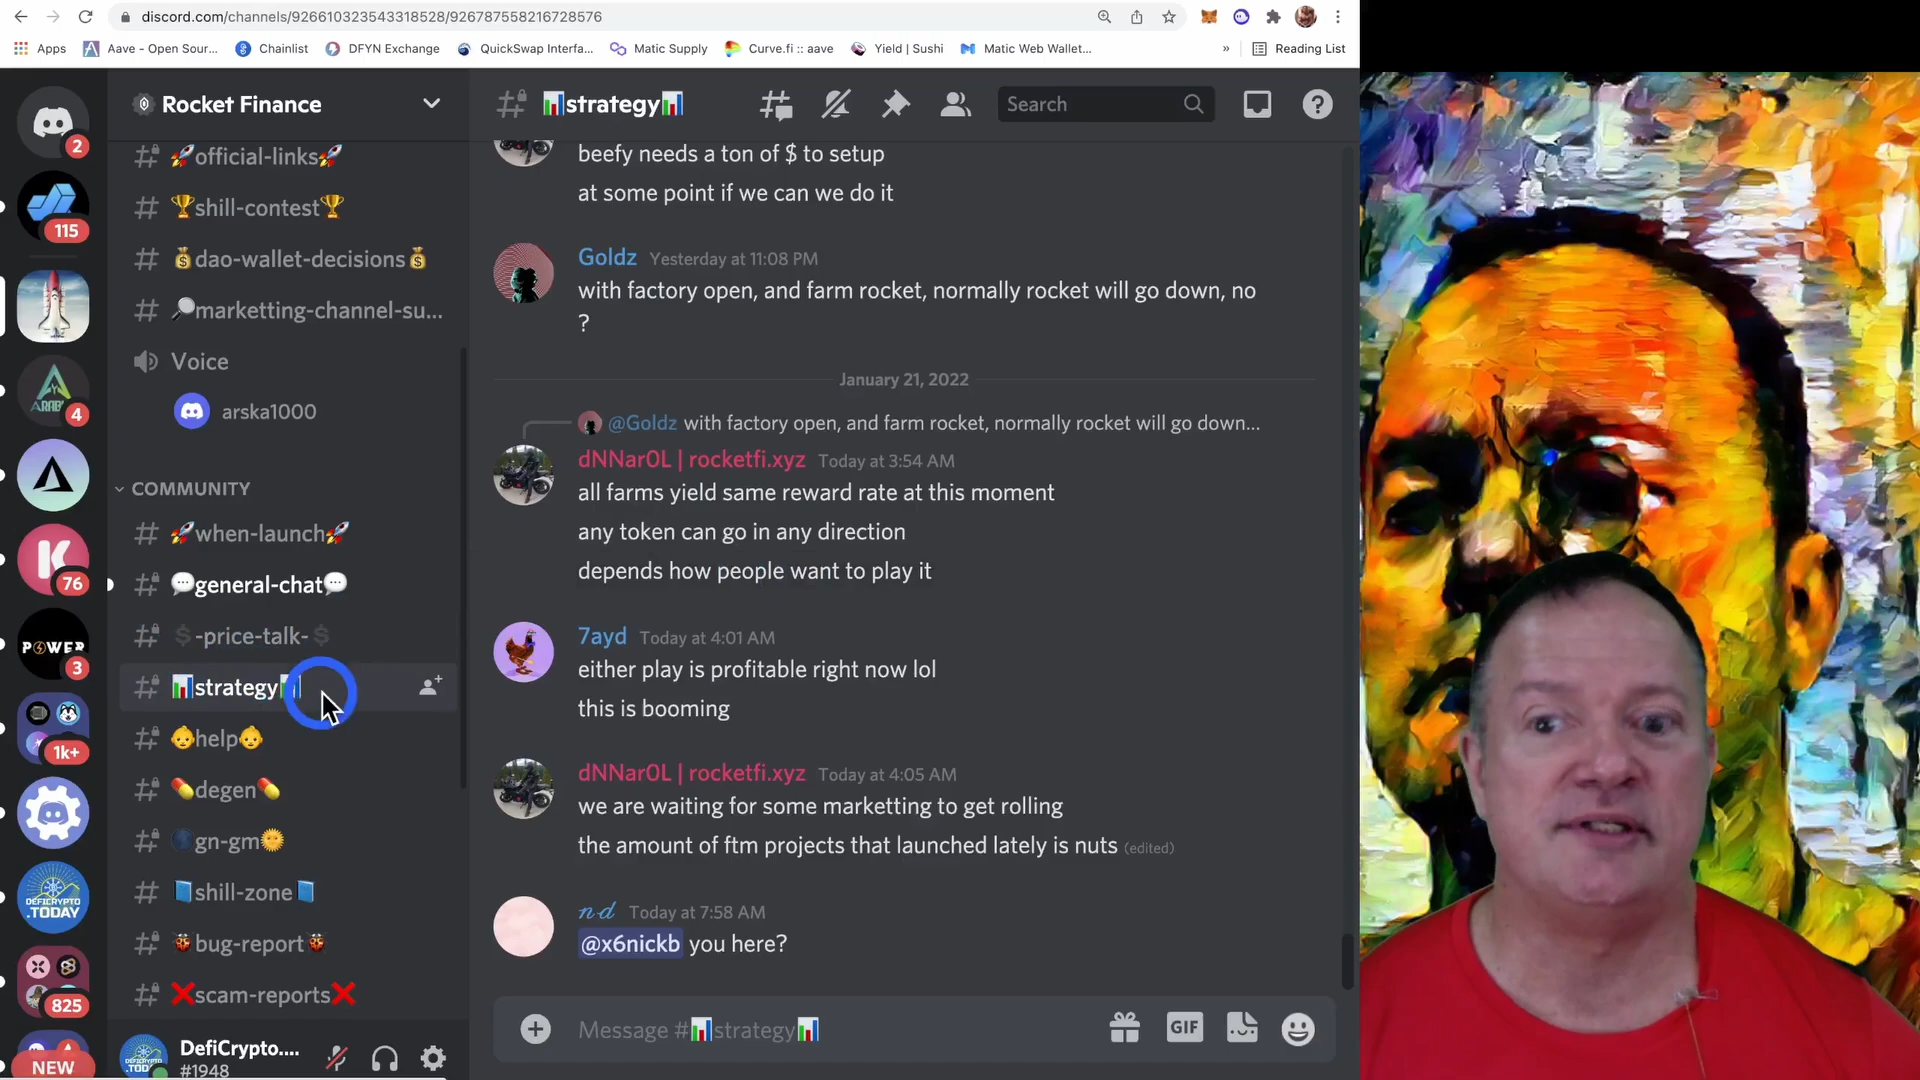 discord.com/channels/926610323543318528/926787558216728576
Apps
Aave - Open Sour...
Chainlist
DFYN Exchange
QuickSwap Interfa...
Matic Supply
Curve.fi :: aave
Yield | Sushi
Matic Web Wallet...
»
Reading List
Rocket Finance
📊strategy📊
Search
2
115
4
76
POWER
3
1k+
DEFICRYPTO
.TODAY
825
NEW
# 🚀official-links🚀
# 🏆shill-contest🏆
# 💰dao-wallet-decisions💰
# 🔎marketting-channel-su...
Voice
arska1000
COMMUNITY
# 🚀when-launch🚀
# 💬general-chat💬
# 💲-price-talk-💲
# 📊strategy📊
# 👶help👶
# 💊degen💊
# 🌑gn-gm🌞
# 📘shill-zone📘
# 🐞bug-report🐞
# ❌scam-reports❌
DefiCrypto....
#1948
beefy needs a ton of $ to setup
at some point if we can we do it
Goldz Yesterday at 11:08 PM
with factory open, and farm rocket, normally rocket will go down, no
?
January 21, 2022
@Goldz with factory open, and farm rocket, normally rocket will go down...
dNNar0L | rocketfi.xyz Today at 3:54 AM
all farms yield same reward rate at this moment
any token can go in any direction
depends how people want to play it
7ayd Today at 4:01 AM
either play is profitable right now lol
this is booming
dNNar0L | rocketfi.xyz Today at 4:05 AM
we are waiting for some marketting to get rolling
the amount of ftm projects that launched lately is nuts (edited)
𝓃𝒹 Today at 7:58 AM
@x6nickb you here?
Message #📊strategy📊
GIF